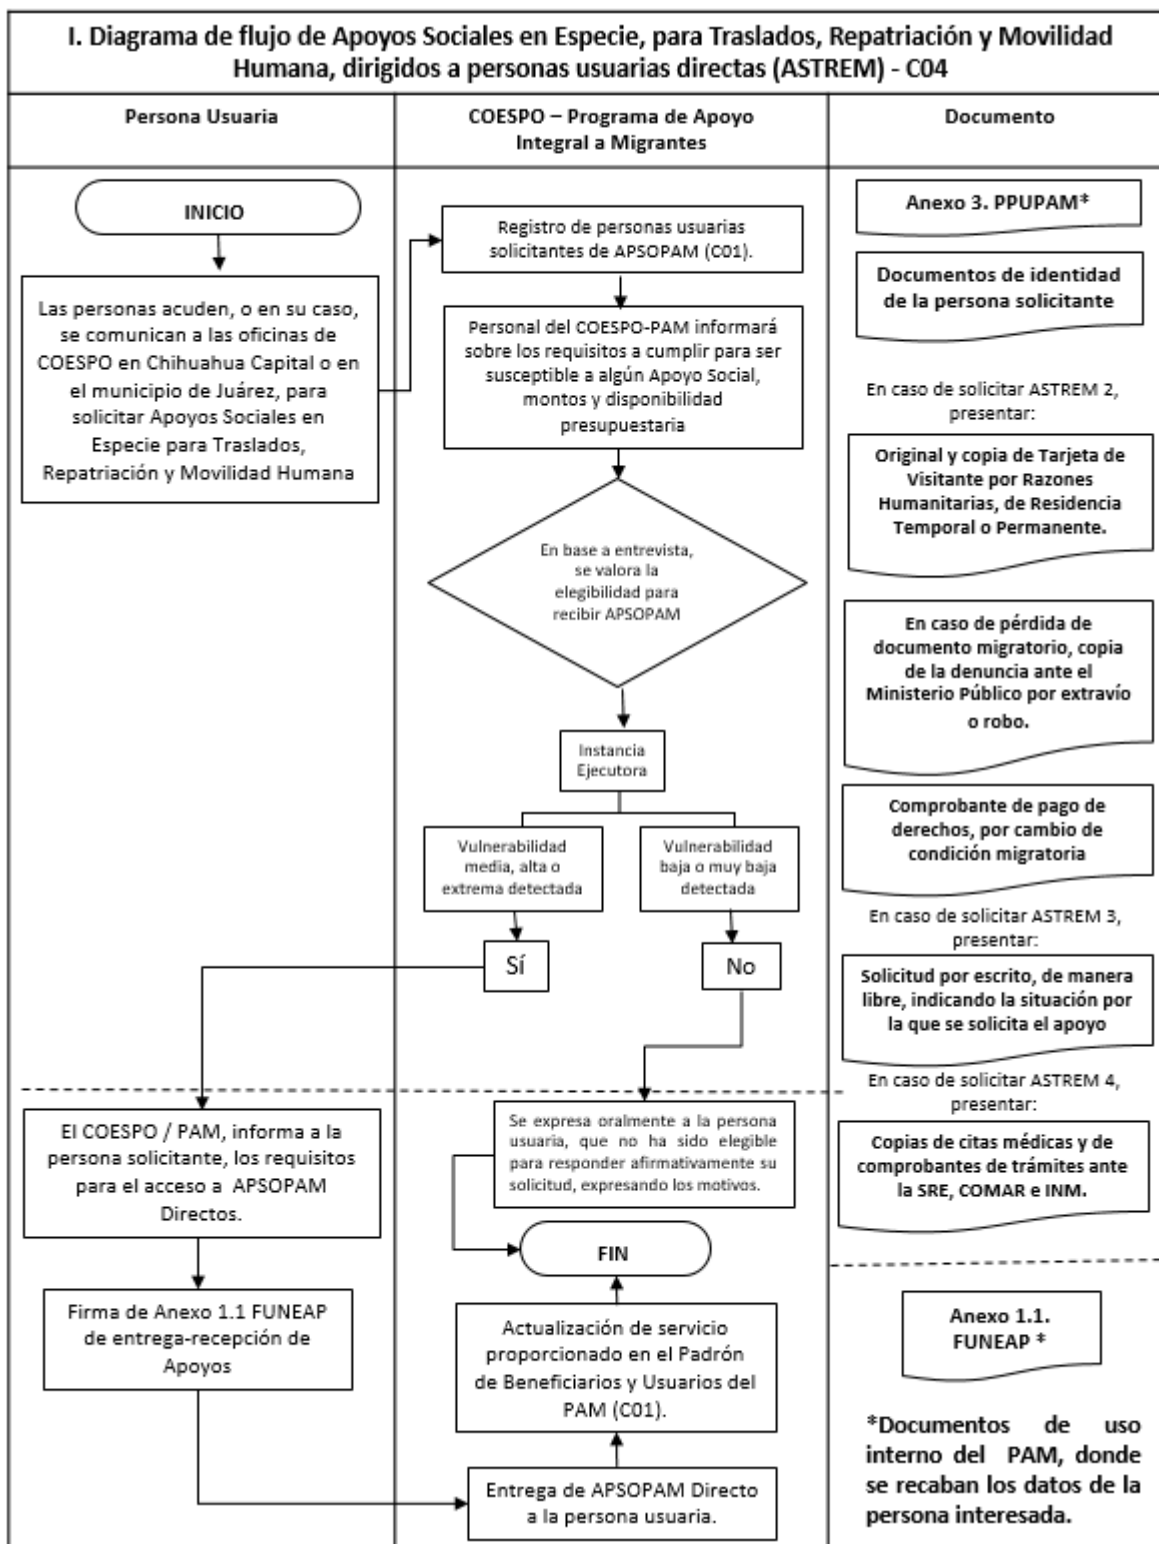 I. Diagrama de flujo de Apoyos Sociales en Especie, para Traslados, Repatriación y Movilidad
Humana, dirigidos a personas usuarias directas (ASTREM) - C04
Persona Usuaria
COESPO – Programa de Apoyo
Integral a Migrantes
Documento
INICIO
Las personas acuden, o en su caso,
se comunican a las oficinas de
COESPO en Chihuahua Capital o en
el municipio de Juárez, para
solicitar Apoyos Sociales en
Especie para Traslados,
Repatriación y Movilidad Humana
Registro de personas usuarias
solicitantes de APSOPAM (C01).
Personal del COESPO-PAM informará
sobre los requisitos a cumplir para ser
susceptible a algún Apoyo Social,
montos y disponibilidad
presupuestaria
En base a entrevista,
se valora la
elegibilidad para
recibir APSOPAM
Instancia
Ejecutora
Vulnerabilidad
media, alta o
extrema detectada
Vulnerabilidad
baja o muy baja
detectada
Sí
No
Anexo 3. PPUPAM*
Documentos de identidad
de la persona solicitante
En caso de solicitar ASTREM 2,
presentar:
Original y copia de Tarjeta de
Visitante por Razones
Humanitarias, de Residencia
Temporal o Permanente.
En caso de pérdida de
documento migratorio, copia
de la denuncia ante el
Ministerio Público por extravío
o robo.
Comprobante de pago de
derechos, por cambio de
condición migratoria
En caso de solicitar ASTREM 3,
presentar:
Solicitud por escrito, de manera
libre, indicando la situación por
la que se solicita el apoyo
En caso de solicitar ASTREM 4,
presentar:
Copias de citas médicas y de
comprobantes de trámites ante
la SRE, COMAR e INM.
El COESPO / PAM, informa a la
persona solicitante, los requisitos
para el acceso a APSOPAM
Directos.
Firma de Anexo 1.1 FUNEAP
de entrega-recepción de
Apoyos
Se expresa oralmente a la persona
usuaria, que no ha sido elegible
para responder afirmativamente su
solicitud, expresando los motivos.
FIN
Actualización de servicio
proporcionado en el Padrón
de Beneficiarios y Usuarios del
PAM (C01).
Entrega de APSOPAM Directo
a la persona usuaria.
Anexo 1.1.
FUNEAP *
*Documentos de uso
interno del PAM, donde
se recaban los datos de la
persona interesada.